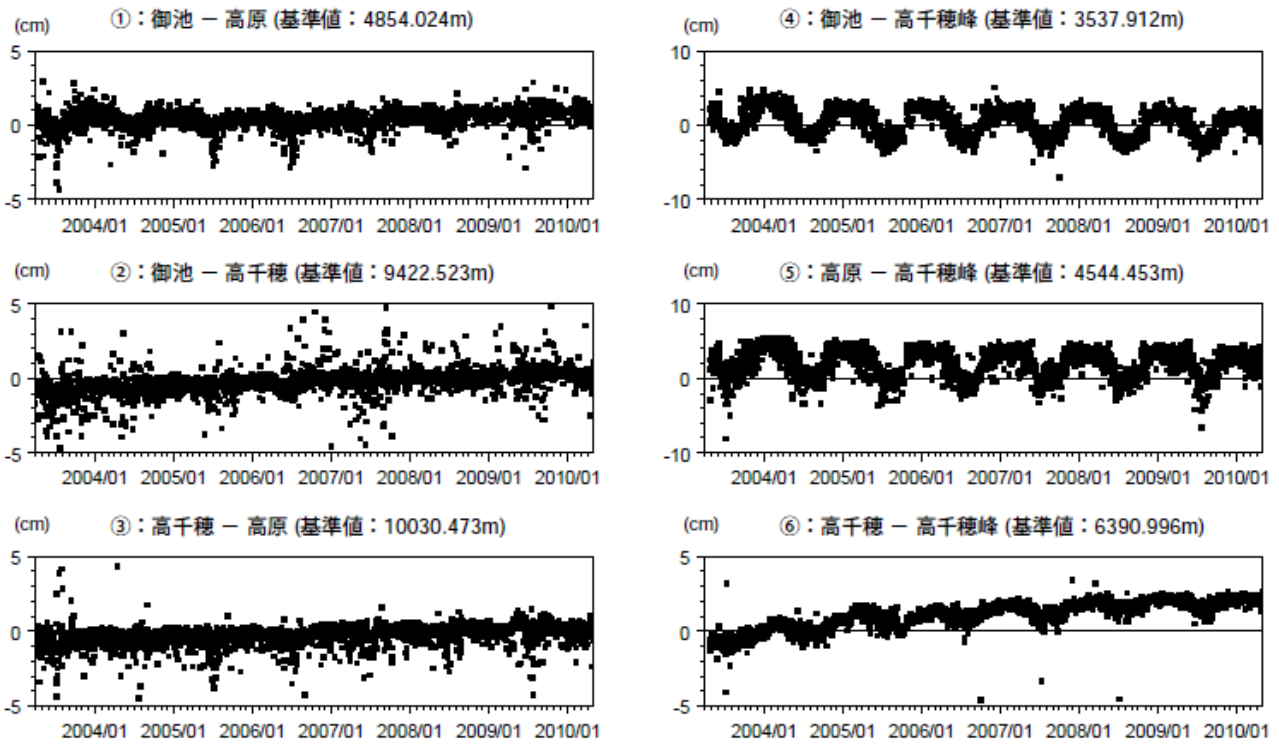 ①：御池 － 高原 (基準値：4854.024m)
(cm)
5
0
-5
2004/01 2005/01 2006/01 2007/01 2008/01 2009/01 2010/01
②：御池 － 高千穂 (基準値：9422.523m)
(cm)
5
0
-5
2004/01 2005/01 2006/01 2007/01 2008/01 2009/01 2010/01
③：高千穂 － 高原 (基準値：10030.473m)
(cm)
5
0
-5
2004/01 2005/01 2006/01 2007/01 2008/01 2009/01 2010/01
④：御池 － 高千穂峰 (基準値：3537.912m)
(cm)
10
0
-10
2004/01 2005/01 2006/01 2007/01 2008/01 2009/01 2010/01
⑤：高原 － 高千穂峰 (基準値：4544.453m)
(cm)
10
0
-10
2004/01 2005/01 2006/01 2007/01 2008/01 2009/01 2010/01
⑥：高千穂 － 高千穂峰 (基準値：6390.996m)
(cm)
5
0
-5
2004/01 2005/01 2006/01 2007/01 2008/01 2009/01 2010/01